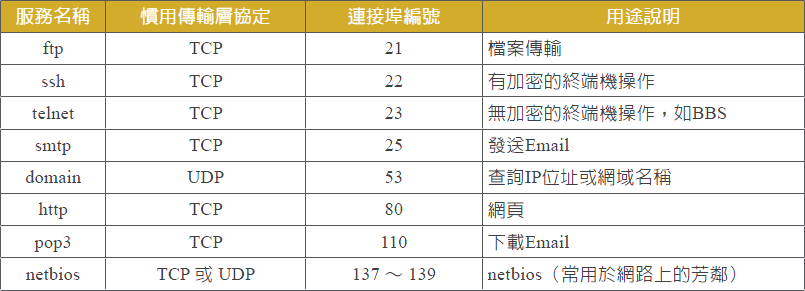 服務名稱 慣用傳輸層協定 連接埠編號 用途說明
ftp TCP 21 檔案傳輸
ssh TCP 22 有加密的終端機操作
telnet TCP 23 無加密的終端機操作，如BBS
smtp TCP 25 發送Email
domain UDP 53 查詢IP位址或網域名稱
http TCP 80 網頁
pop3 TCP 110 下載Email
netbios TCP 或 UDP 137 ～ 139 netbios（常用於網路上的芳鄰）